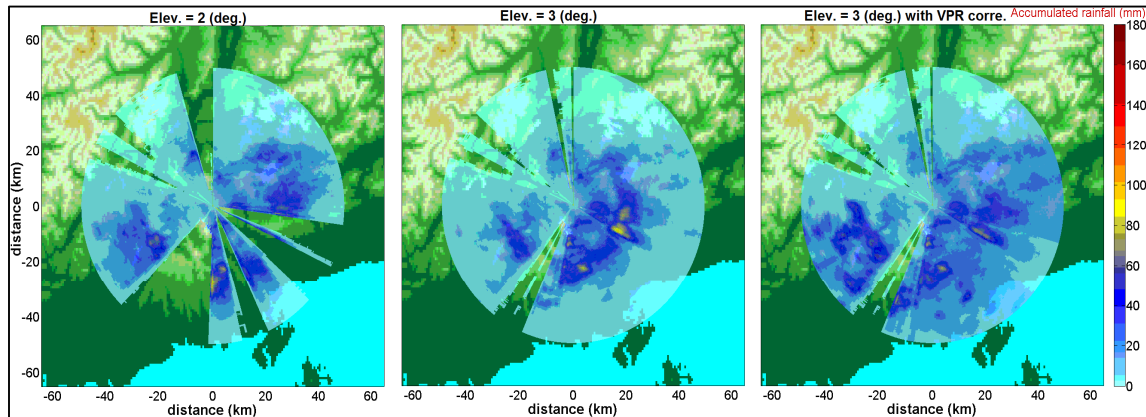 Elev. = 2 (deg.)
Elev. = 3 (deg.)
Elev. = 3 (deg.) with VPR corre.
Accumulated rainfall (mm)
distance (km)
60
40
20
0
-20
-40
-60
-60 -40 -20 0 20 40 60
distance (km)
-60 -40 -20 0 20 40 60
distance (km)
-60 -40 -20 0 20 40 60
distance (km)
180
160
140
120
100
80
60
40
20
0